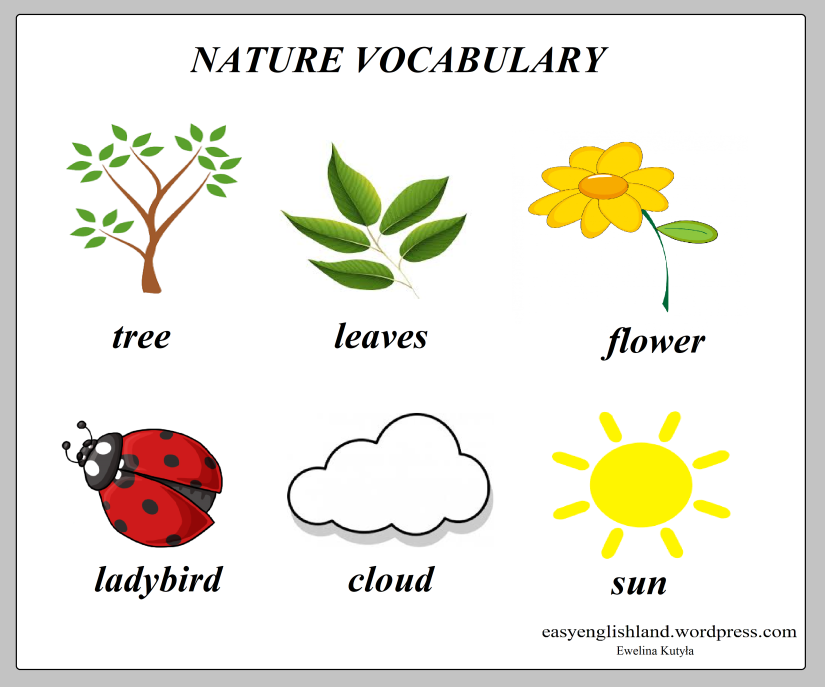 NATURE VOCABULARY
tree
leaves
flower
ladybird
cloud
sun
easyenglishland.wordpress.com
Ewelina Kutyła